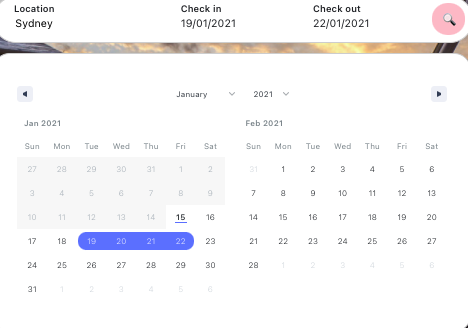 Location Check in Check out
Sydney 19/01/2021 22/01/2021
January 2021
Jan 2021 Feb 2021
Sun Mon Tue Wed Thu Fri Sat Sun Mon Tue Wed Thu Fri Sat
27 28 29 30 31 1 2 31 1 2 3 4 5 6
3 4 5 6 7 8 9 7 8 9 10 11 12 13
10 11 12 13 14 15 16 14 15 16 17 18 19 20
17 18 19 20 21 22 23 21 22 23 24 25 26 27
24 25 26 27 28 29 30 28 1 2 3 4 5 6
31 1 2 3 4 5 6